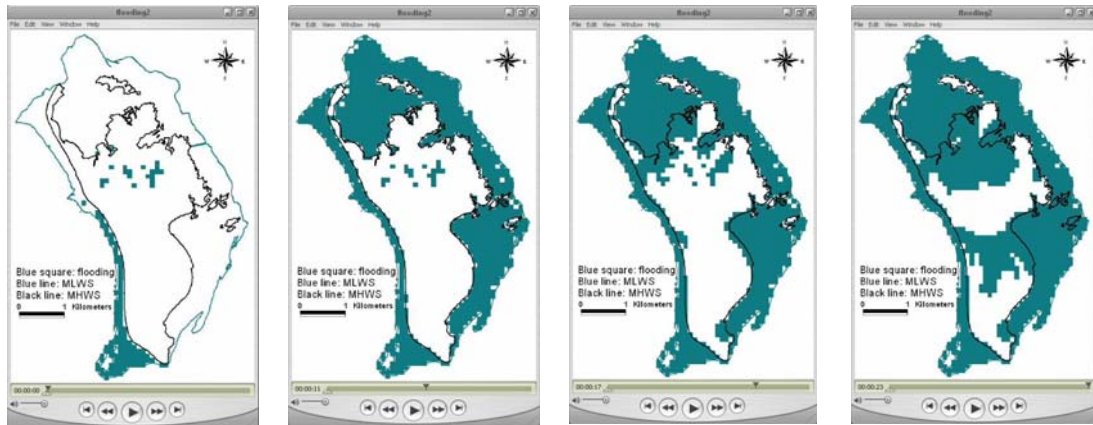 flooding2
File Edit View Window Help
N
W E
S
Blue square: flooding
Blue line: MLWS
Black line: MHWS
0 1 Kilometers
00:00:00
flooding2
File Edit View Window Help
N
W E
S
Blue square: flooding
Blue line: MLWS
Black line: MHWS
0 1 Kilometers
00:00:11
flooding2
File Edit View Window Help
N
W E
S
Blue square: flooding
Blue line: MLWS
Black line: MHWS
0 1 Kilometers
00:00:17
flooding2
File Edit View Window Help
N
W E
S
Blue square: flooding
Blue line: MLWS
Black line: MHWS
0 1 Kilometers
00:00:23